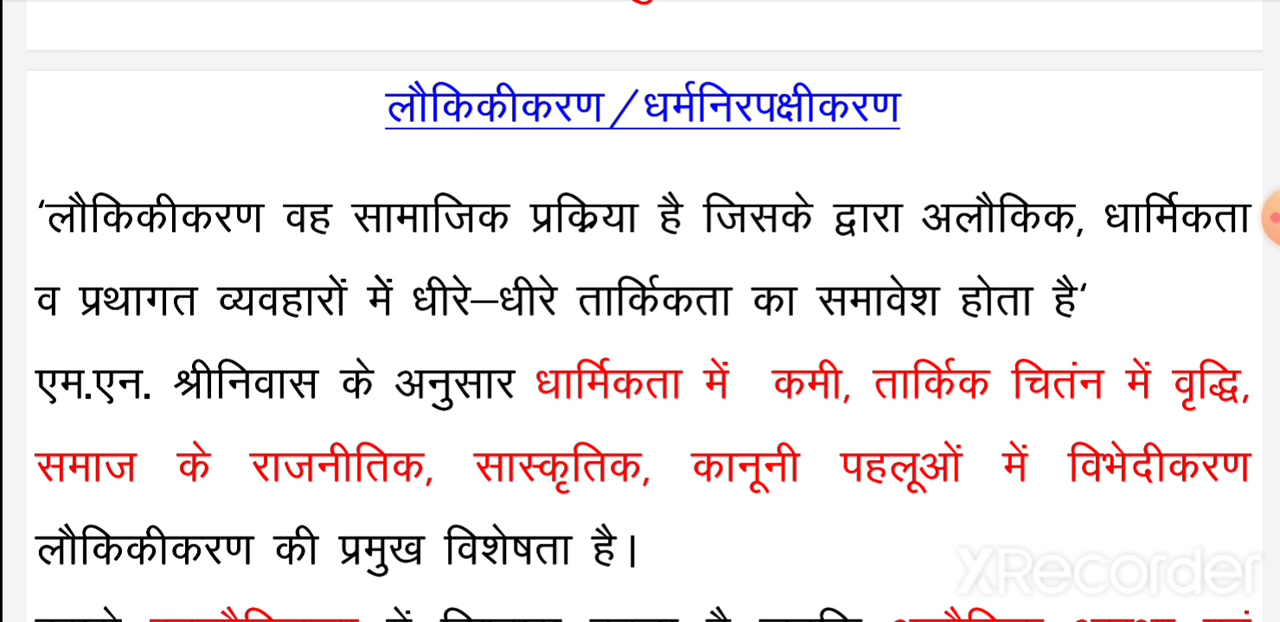 लौकिकीकरण/धर्मनिरपक्षीकरण
‘लौकिकीकरण वह सामाजिक प्रक्रिया है जिसके द्वारा अलौकिक, धार्मिकता
व प्रथागत व्यवहारों में धीरे–धीरे तार्किकता का समावेश होता है‘
एम.एन. श्रीनिवास के अनुसार धार्मिकता में कमी, तार्किक चितंन में वृद्धि,
समाज के राजनीतिक, सास्कृतिक, कानूनी पहलूओं में विभेदीकरण
लौकिकीकरण की प्रमुख विशेषता है।
XRecorder